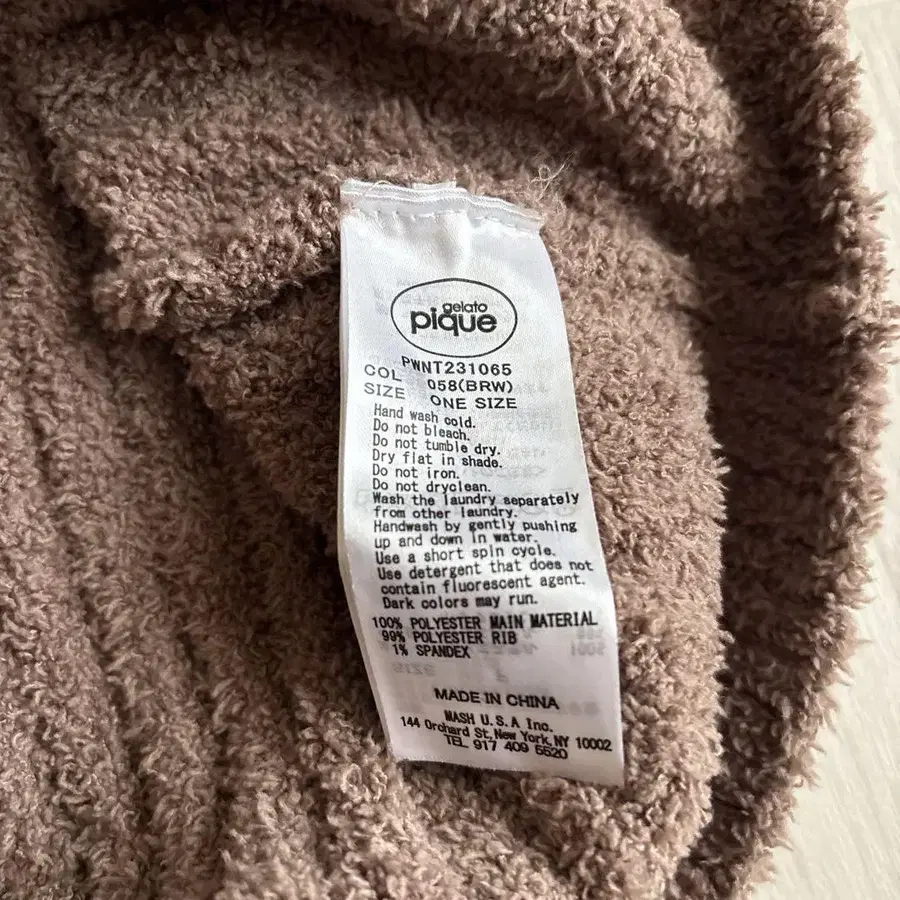 gelato
pique
PWNT231065
COL 058(BRW)
SIZE ONE SIZE
Hand wash cold.
Do not bleach.
Do not tumble dry.
Dry flat in shade.
Do not iron.
Do not dryclean.
Wash the laundry separately
from other laundry.
Handwash by gently pushing
up and down in water.
Use a short spin cycle.
Use detergent that does not
contain fluorescent agent.
Dark colors may run.
100% POLYESTER MAIN MATERIAL
99% POLYESTER RIB
1% SPANDEX
MADE IN CHINA
MASH U.S.A Inc.
144 Orchard St, New York, NY 10002
TEL 917 409 5520